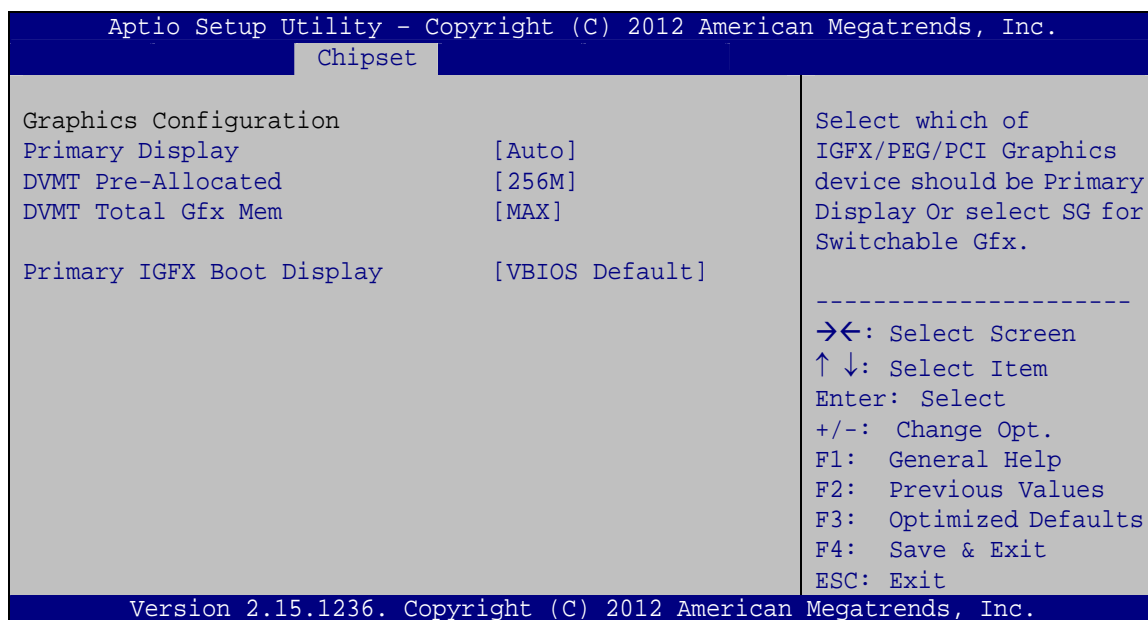 Aptio Setup Utility – Copyright (C) 2012 American Megatrends, Inc.
Chipset
Graphics Configuration
Primary Display [Auto]
DVMT Pre-Allocated [256M]
DVMT Total Gfx Mem [MAX]
Primary IGFX Boot Display [VBIOS Default]
Select which of
IGFX/PEG/PCI Graphics
device should be Primary
Display Or select SG for
Switchable Gfx.
----------------------
→←: Select Screen
↑ ↓: Select Item
Enter: Select
+/-: Change Opt.
F1: General Help
F2: Previous Values
F3: Optimized Defaults
F4: Save & Exit
ESC: Exit
Version 2.15.1236. Copyright (C) 2012 American Megatrends, Inc.